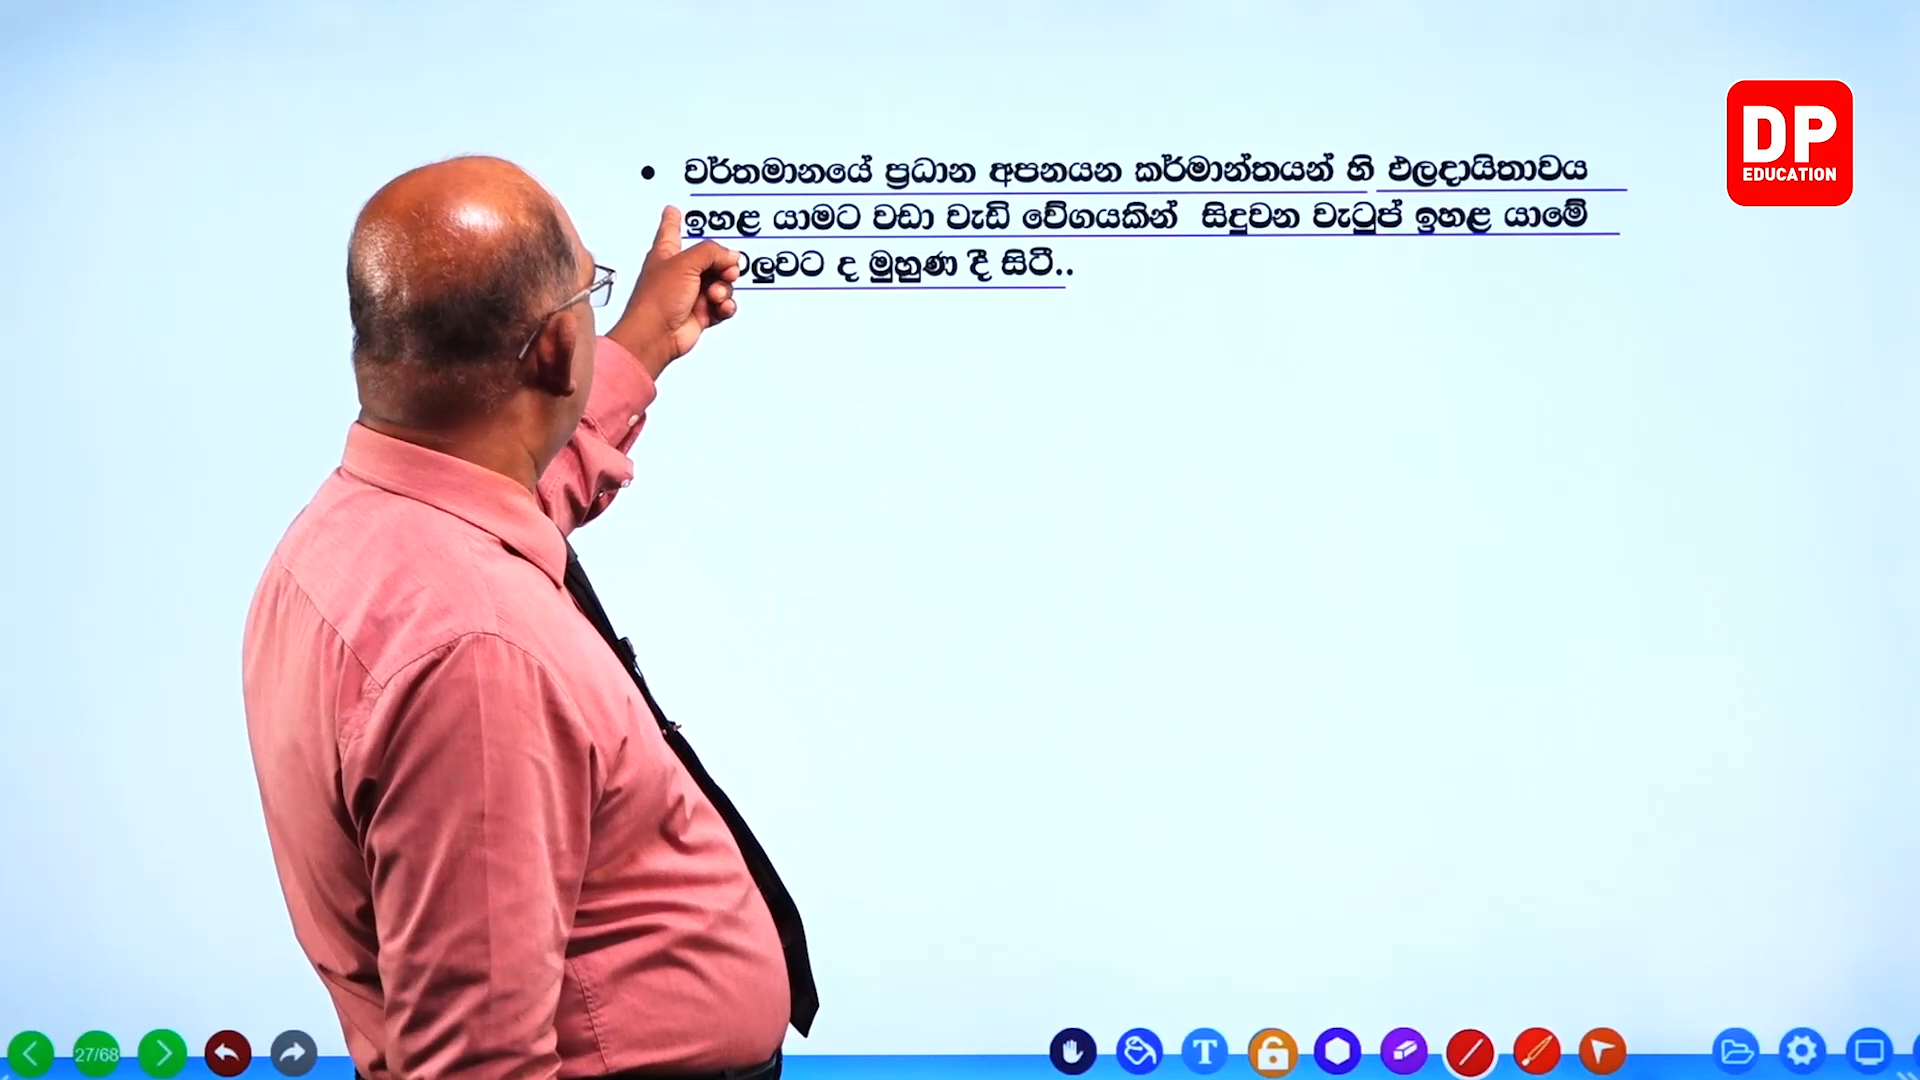 DP
EDUCATION
• වර්තමානයේ ප්‍රධාන අපනයන කර්මාන්තයන් හි ඵලදායිතාවය
ඉහළ යාමට වඩා වැඩි වේගයකින් සිදුවන වැටුප් ඉහළ යාමේ
ද මුහුණ දී සිටී..
27/68
T